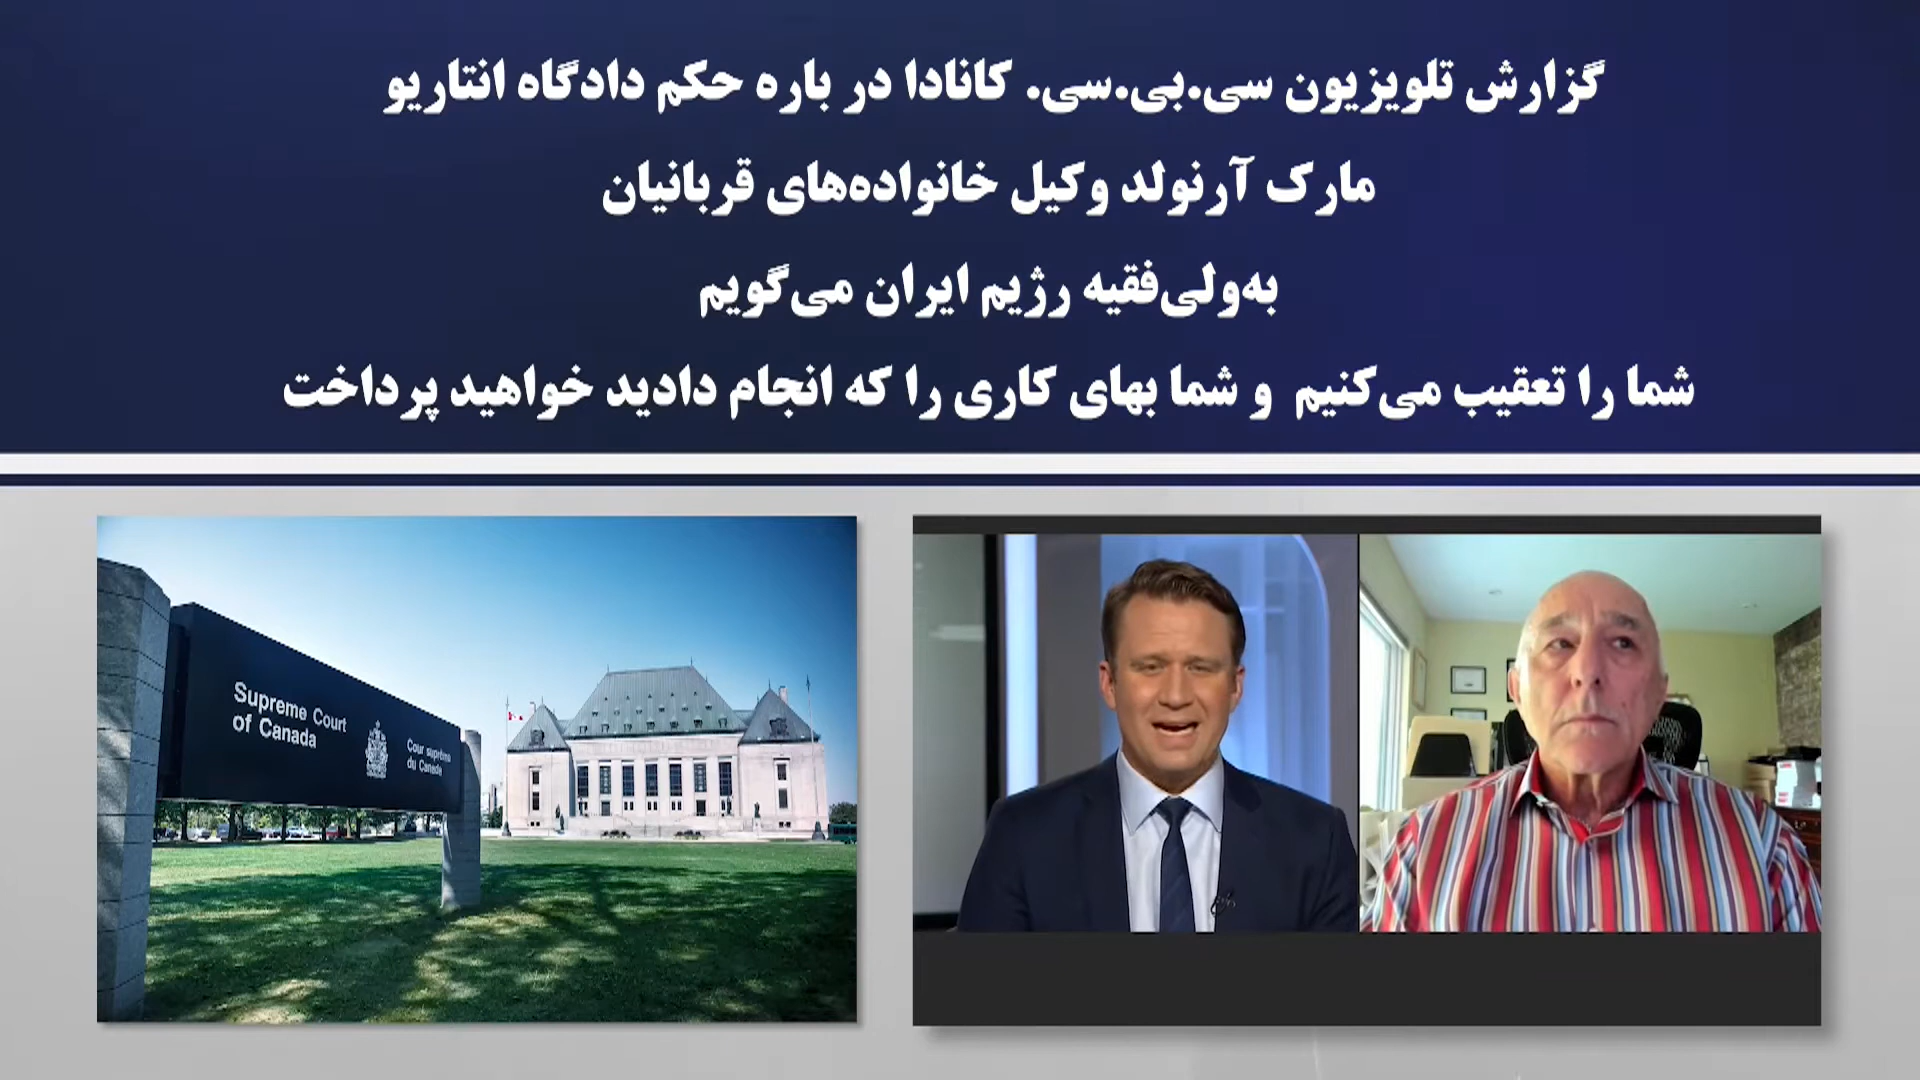 گزارش تلویزیون سی.بی.سی. کانادا در باره حکم دادگاه انتاریو
مارک آرنولد وکیل خانواده‌های قربانیان
به‌ولی‌فقیه رژیم ایران می‌گویم
شما را تعقیب می‌کنیم و شما بهای کاری را که انجام دادید خواهید پرداخت
Supreme Court
of Canada
Cour suprême
du Canada